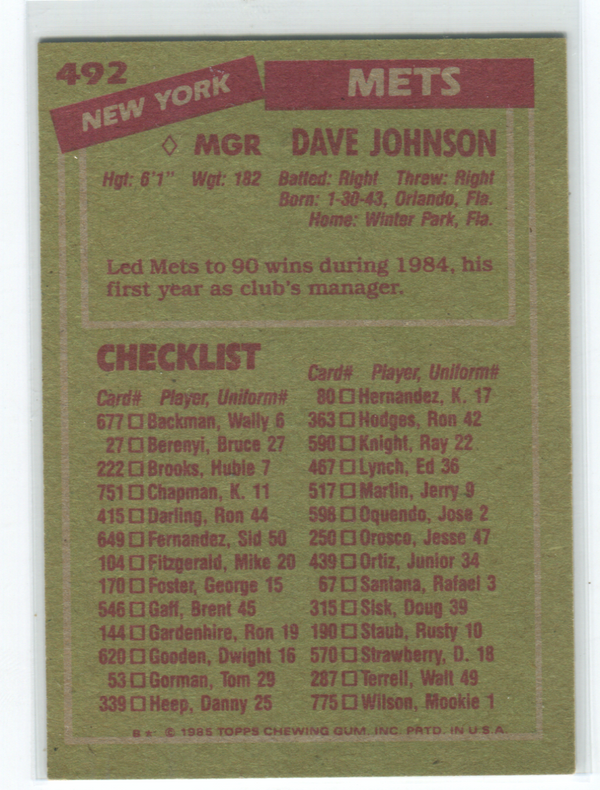 492
NEW YORK METS
◊ MGR DAVE JOHNSON
Hgt: 6'1" Wgt: 182 Batted: Right Threw: Right
Born: 1-30-43, Orlando, Fla.
Home: Winter Park, Fla.
Led Mets to 90 wins during 1984, his
first year as club's manager.
CHECKLIST
Card# Player, Uniform#
677 □ Backman, Wally 6
27 □ Berenyi, Bruce 27
222 □ Brooks, Hubie 7
751 □ Chapman, K. 11
415 □ Darling, Ron 44
649 □ Fernandez, Sid 50
104 □ Fitzgerald, Mike 20
170 □ Foster, George 15
546 □ Gaff, Brent 45
144 □ Gardenhire, Ron 19
620 □ Gooden, Dwight 16
53 □ Gorman, Tom 29
339 □ Heep, Danny 25
Card# Player, Uniform#
80 □ Hernandez, K. 17
363 □ Hodges, Ron 42
590 □ Knight, Ray 22
467 □ Lynch, Ed 36
517 □ Martin, Jerry 9
598 □ Oquendo, Jose 2
250 □ Orosco, Jesse 47
439 □ Ortiz, Junior 34
67 □ Santana, Rafael 3
315 □ Sisk, Doug 39
190 □ Staub, Rusty 10
570 □ Strawberry, D. 18
287 □ Terrell, Walt 49
775 □ Wilson, Mookie 1
B* © 1985 TOPPS CHEWING GUM, INC. PRTD. IN U.S.A.